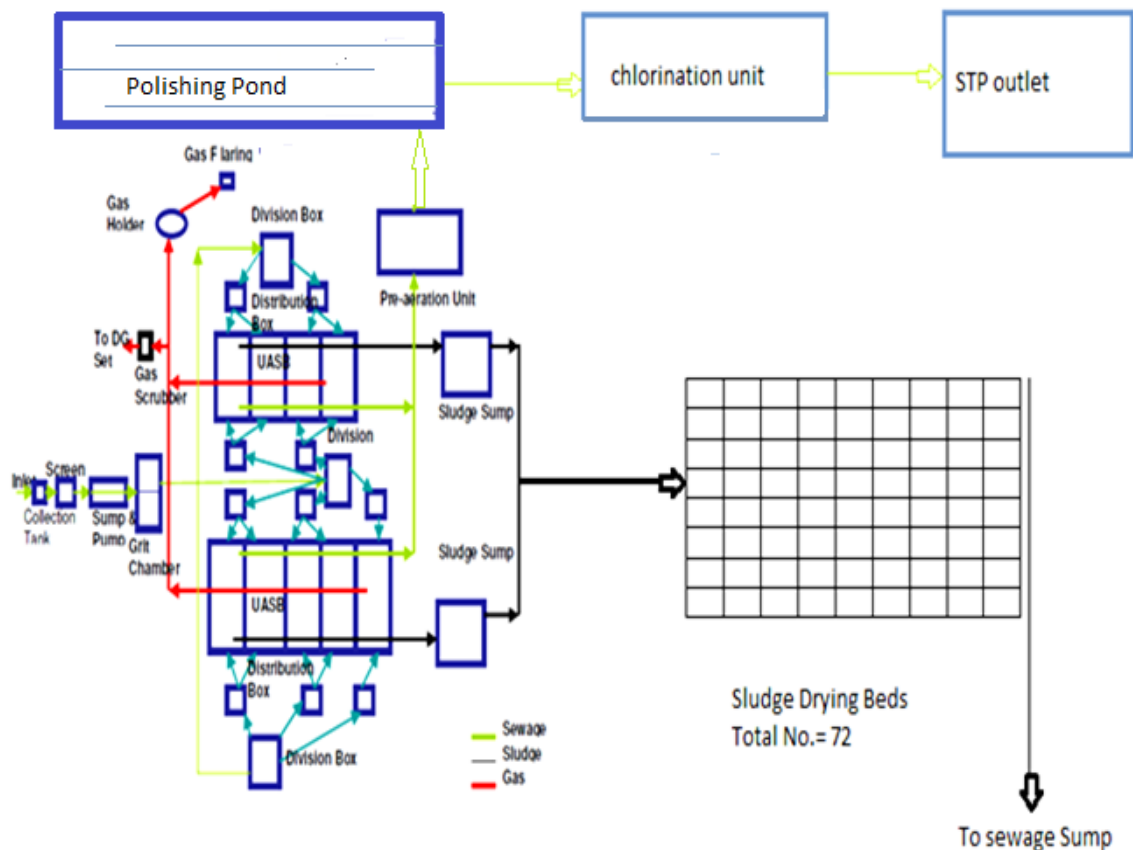 Polishing Pond
chlorination unit
STP outlet
Gas Flaring
Gas
Holder
Division Box
Distribution
Box
Pre-aeration Unit
To DG
Set
Gas
Scrubber
UASB
Sludge Sump
Division
Inlet
Screen
Collection
Tank
Sump &
Pump
Grit
Chamber
Sludge Sump
UASB
Distribution
Box
Division Box
Sewage
Sludge
Gas
Sludge Drying Beds
Total No.= 72
To sewage Sump